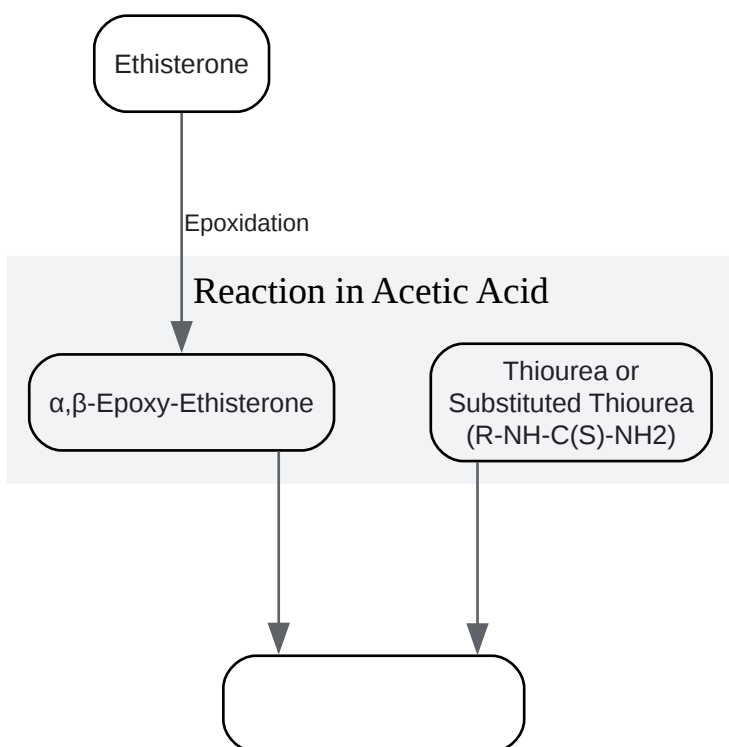 Ethisterone
Epoxidation
Reaction in Acetic Acid
α,β-Epoxy-Ethisterone
Thiourea or
Substituted Thiourea
(R-NH-C(S)-NH2)